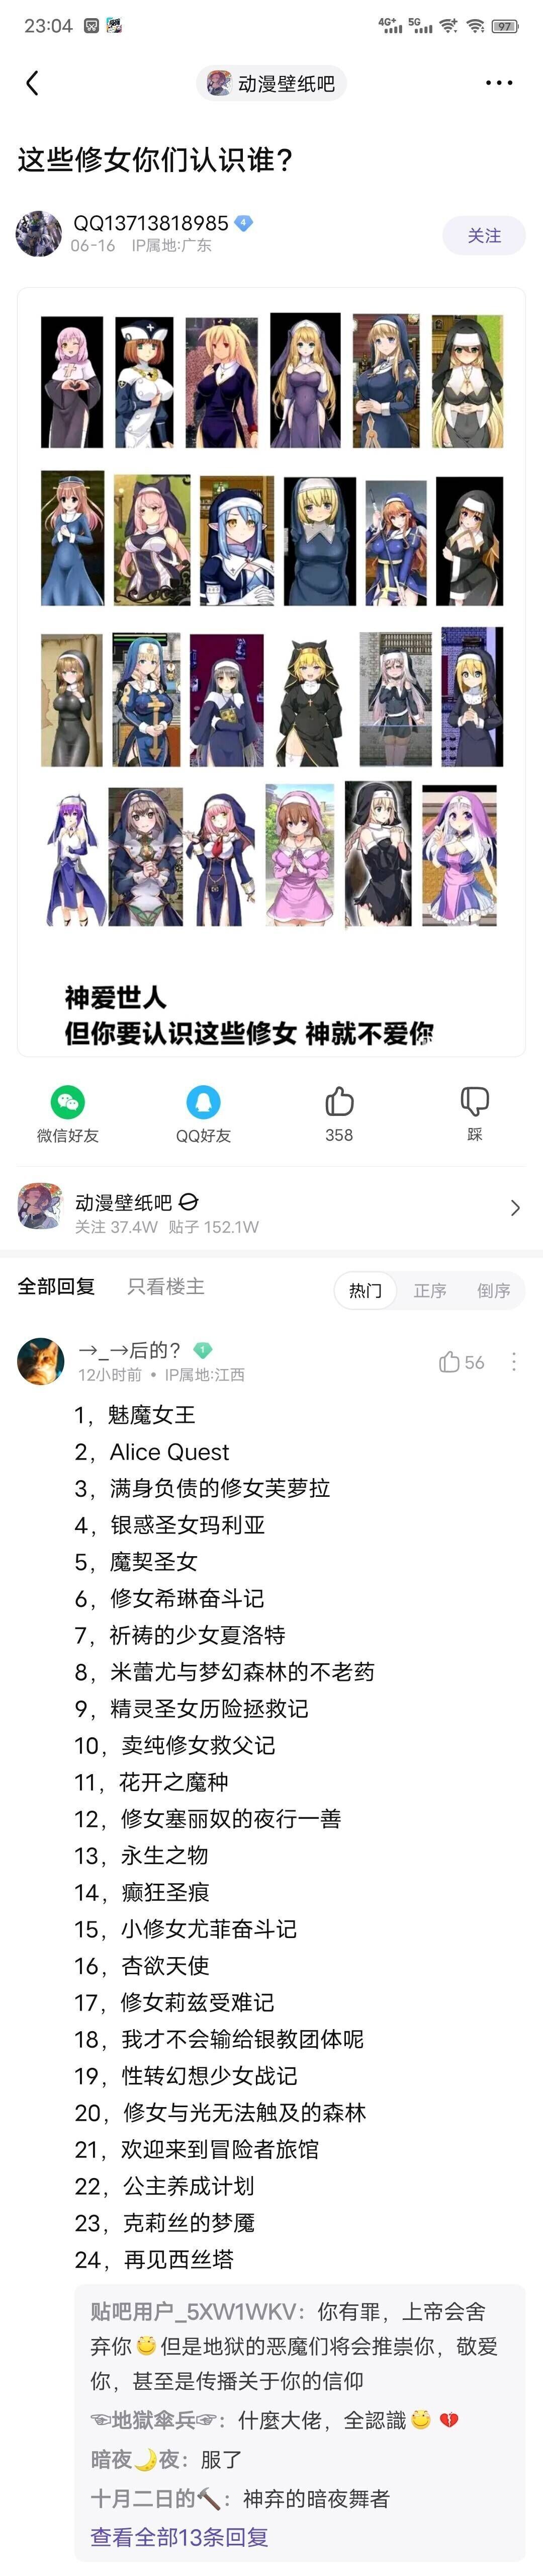 23:04
4G+ 5G 97
动漫壁纸吧
这些修女你们认识谁?
QQ13713818985 4
06-16 IP属地:广东
关注
神爱世人
但你要认识这些修女 神就不爱你
微信好友 QQ好友 358 踩
动漫壁纸吧
关注 37.4W 贴子 152.1W
全部回复 只看楼主 热门 正序 倒序
→_→后的? 1
12小时前 • IP属地:江西
56
1,魅魔女王
2,Alice Quest
3,满身负债的修女芙萝拉
4,银惑圣女玛利亚
5,魔契圣女
6,修女希琳奋斗记
7,祈祷的少女夏洛特
8,米蕾尤与梦幻森林的不老药
9,精灵圣女历险拯救记
10,卖纯修女救父记
11,花开之魔种
12,修女塞丽奴的夜行一善
13,永生之物
14,癫狂圣痕
15,小修女尤菲奋斗记
16,杏欲天使
17,修女莉兹受难记
18,我才不会输给银教团体呢
19,性转幻想少女战记
20,修女与光无法触及的森林
21,欢迎来到冒险者旅馆
22,公主养成计划
23,克莉丝的梦魇
24,再见西丝塔
贴吧用户_5XW1WKV:你有罪,上帝会舍
弃你😏但是地狱的恶魔们将会推崇你,敬爱
你,甚至是传播关于你的信仰
☜地獄傘兵☞:什麼大佬,全認識😏 💔
暗夜🌙夜:服了
十月二日的🔨:神弃的暗夜舞者
查看全部13条回复